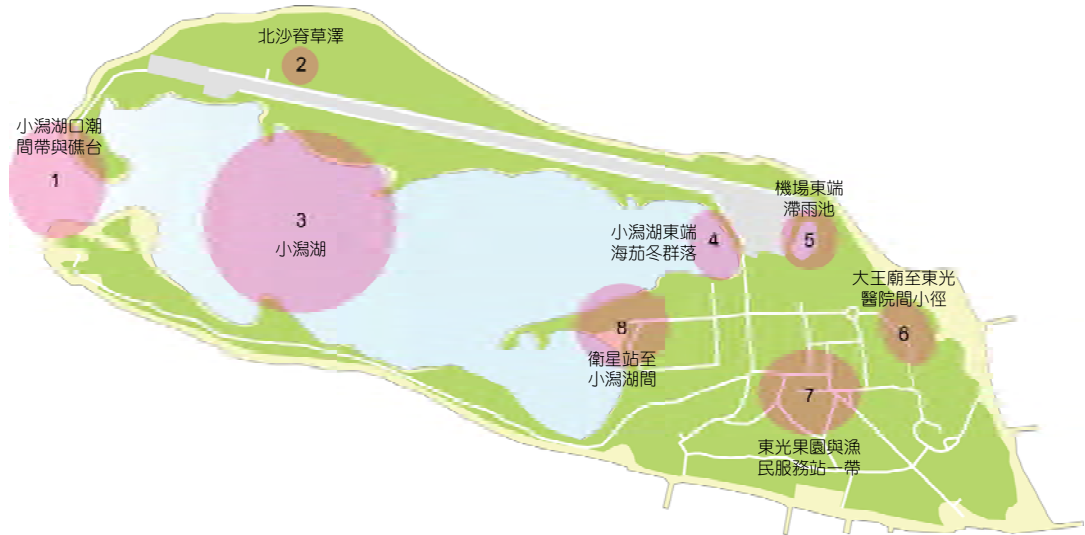 北沙脊草澤
2
小潟湖口潮
間帶與礁台
1
3
小潟湖
小潟湖東端
海茄苳群落
4
機場東端
滯雨池
5
大王廟至東光
醫院間小徑
6
8
衛星站至
小潟湖間
7
東光果園與漁
民服務站一帶